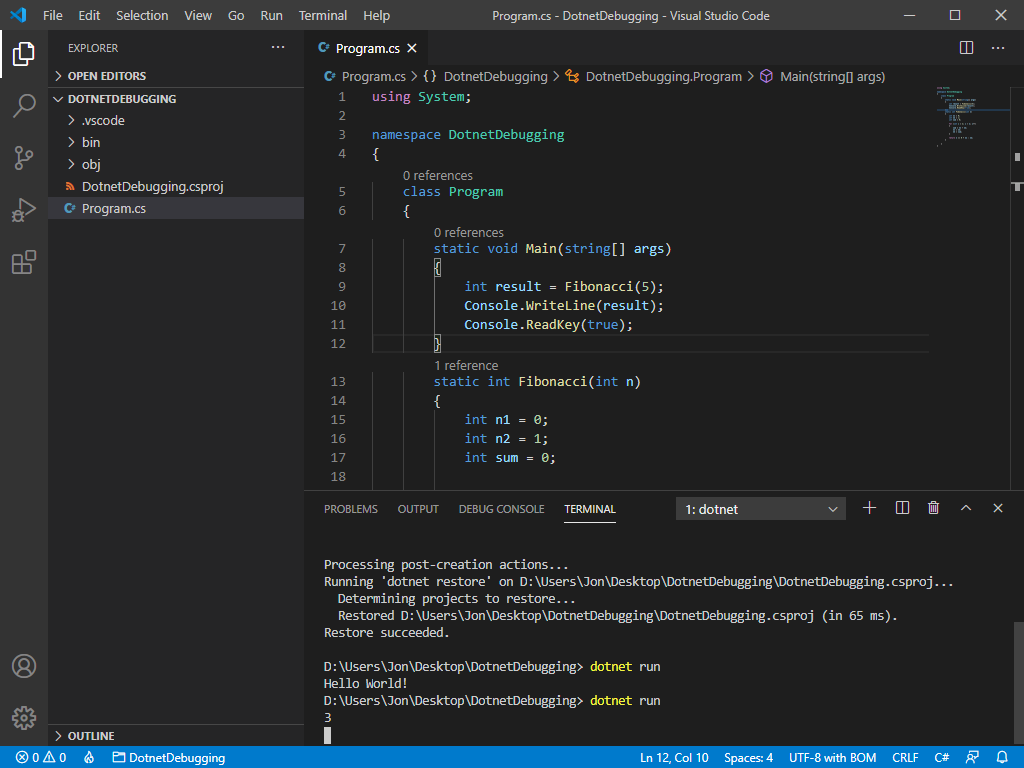 File Edit Selection View Go Run Terminal Help Program.cs - DotnetDebugging - Visual Studio Code
EXPLORER
OPEN EDITORS
DOTNETDEBUGGING
.vscode
bin
obj
DotnetDebugging.csproj
C# Program.cs
OUTLINE
C# Program.cs
C# Program.cs > {} DotnetDebugging > DotnetDebugging.Program > Main(string[] args)
1 using System;
2
3 namespace DotnetDebugging
4 {
0 references
5 class Program
6 {
0 references
7 static void Main(string[] args)
8 {
9 int result = Fibonacci(5);
10 Console.WriteLine(result);
11 Console.ReadKey(true);
12 }
1 reference
13 static int Fibonacci(int n)
14 {
15 int n1 = 0;
16 int n2 = 1;
17 int sum = 0;
18
PROBLEMS OUTPUT DEBUG CONSOLE TERMINAL 1: dotnet
Processing post-creation actions...
Running 'dotnet restore' on D:\Users\Jon\Desktop\DotnetDebugging\DotnetDebugging.csproj...
Determining projects to restore...
Restored D:\Users\Jon\Desktop\DotnetDebugging\DotnetDebugging.csproj (in 65 ms).
Restore succeeded.
D:\Users\Jon\Desktop\DotnetDebugging> dotnet run
Hello World!
D:\Users\Jon\Desktop\DotnetDebugging> dotnet run
3
0 0 DotnetDebugging Ln 12, Col 10 Spaces: 4 UTF-8 with BOM CRLF C#